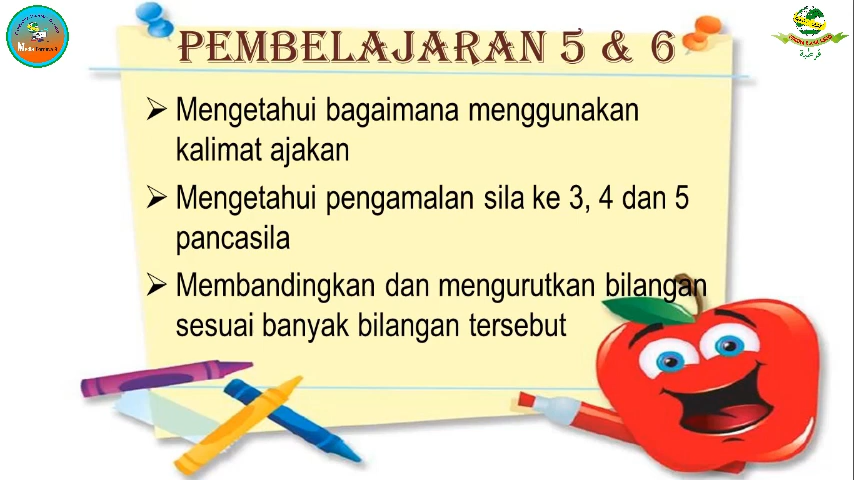 PEMBELAJARAN 5 & 6
➢ Mengetahui bagaimana menggunakan
kalimat ajakan
➢ Mengetahui pengamalan sila ke 3, 4 dan 5
pancasila
➢ Membandingkan dan mengurutkan bilangan
sesuai banyak bilangan tersebut
قرطبة